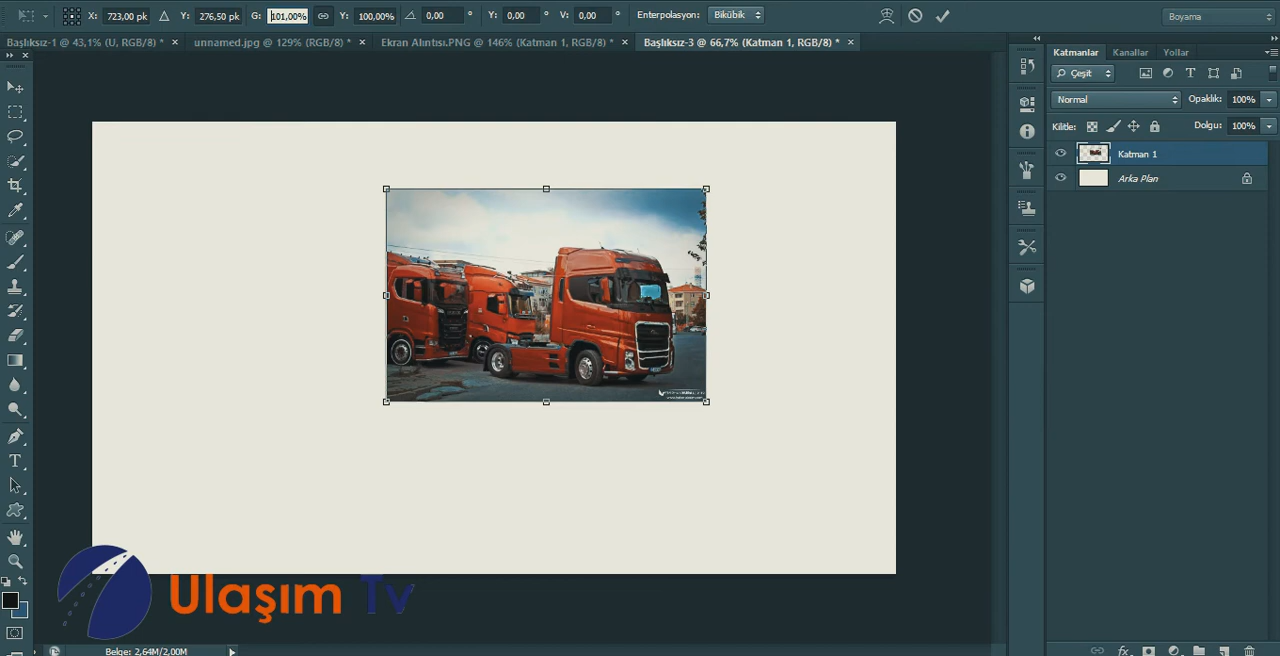 X: 723,00 pk Y: 276,50 pk G: 101,00% Y: 100,00% 0,00 ° Y: 0,00 ° V: 0,00 ° Enterpolasyon: Bikübik Boyama
Başlıksız-1 @ 43,1% (U, RGB/8) * × unnamed.jpg @ 129% (RGB/8) * × Ekran Alıntısı.PNG @ 146% (Katman 1, RGB/8) * × Başlıksız-3 @ 66,7% (Katman 1, RGB/8) * ×
Katmanlar Kanallar Yollar
Çeşit
Normal Opaklık: 100%
Kilitle: Dolgu: 100%
Katman 1
Arka Plan
Ulaşım Tv
Belge: 2,64M/2,00M